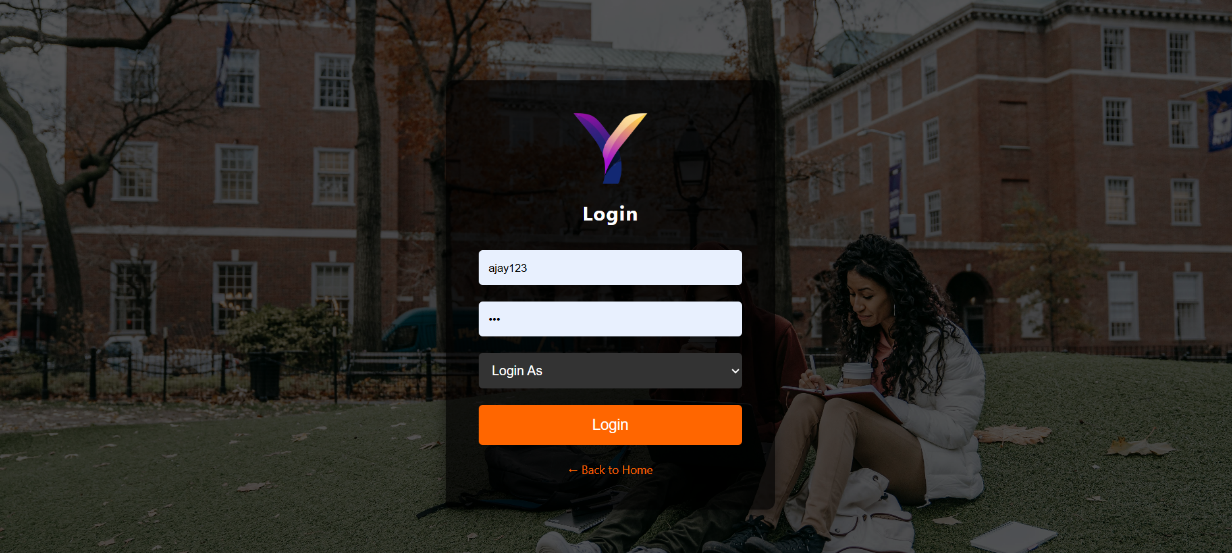 Login
ajay123
•••
Login As
Login
← Back to Home